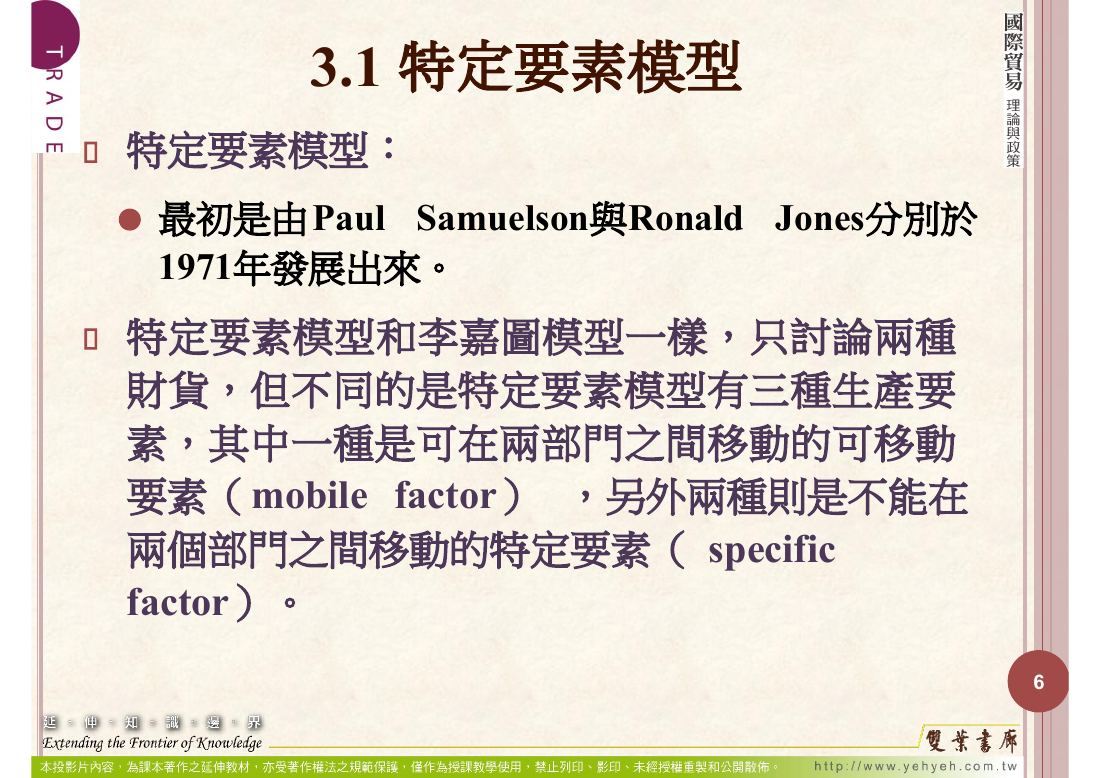 TRADE
國際貿易 理論與政策
3.1 特定要素模型
特定要素模型：
最初是由Paul Samuelson與Ronald Jones分別於
1971年發展出來。
特定要素模型和李嘉圖模型一樣，只討論兩種
財貨，但不同的是特定要素模型有三種生產要
素，其中一種是可在兩部門之間移動的可移動
要素（mobile factor） ，另外兩種則是不能在
兩個部門之間移動的特定要素（ specific
factor）。
6
延‧伸‧知‧識‧邊‧界
Extending the Frontier of Knowledge
雙葉書廊
本投影片內容，為課本著作之延伸教材，亦受著作權法之規範保護，僅作為授課教學使用，禁止列印、影印、未經授權重製和公開散佈。 http://www.yehyeh.com.tw